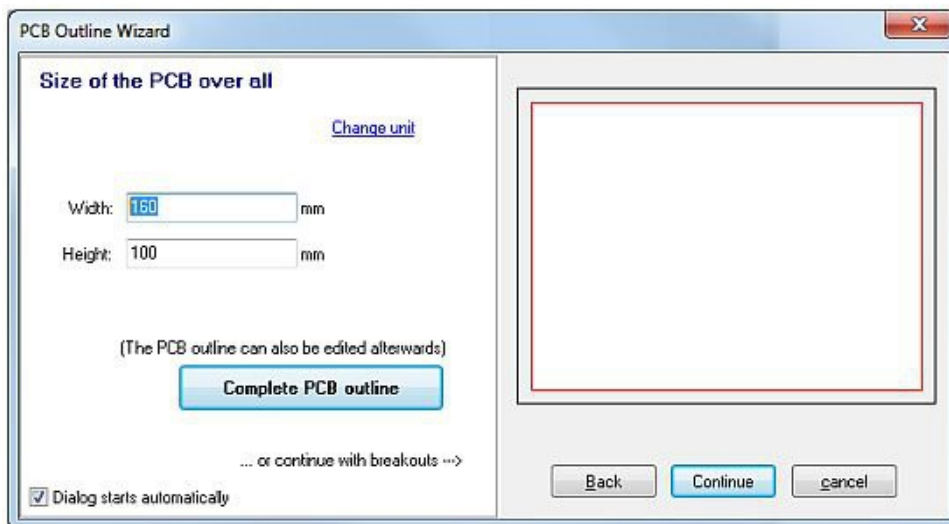 PCB Outline Wizard
Size of the PCB over all
Change unit
Width: 160 mm
Height: 100 mm
(The PCB outline can also be edited afterwards)
Complete PCB outline
... or continue with breakouts --->
Dialog starts automatically
Back Continue cancel